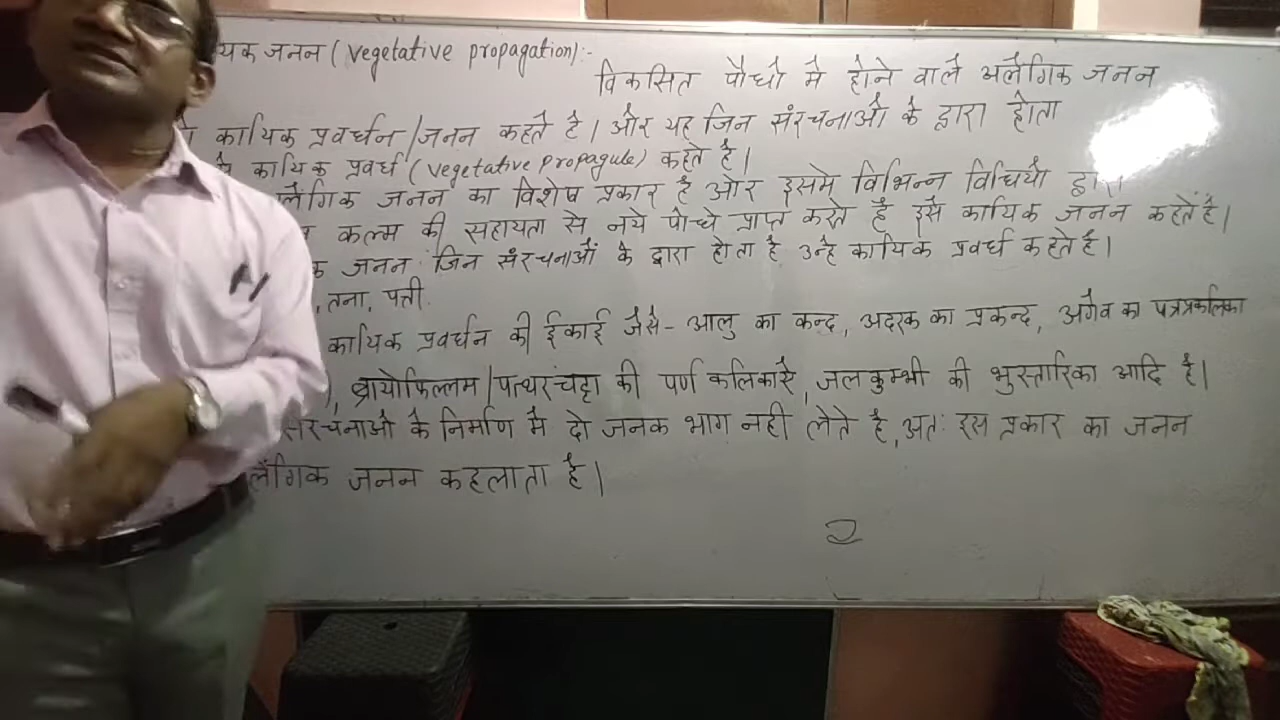 यक जनन (Vegetative propagation):-
विकसित पौधो मे होने वाले अलैगिक जनन
कायिक प्रवर्धन/जनन कहते है। और यह जिन संरचनाओ के द्वारा होता
कायिक प्रवर्ध (Vegetative Propagule) कहते है।
लैगिक जनन का विशेष प्रकार है और इसमे विभिन्न विधियों द्वारा
कल्म की सहायता से नये पौधे प्राप्त करते है इसे कायिक जनन कहतें हैं।
क जनन जिन संरचनाओं के द्वारा होता है, उन्हे कायिक प्रवर्ध कहते है।
, तना, पत्ती.
कायिक प्रवर्धन की ईकाई जैसे- आलु का कन्द, अदरक का प्रकन्द, अगेव का पत्रप्रकलिका
), ब्रायोफिल्लम/पत्थरचट्टा की पर्ण कलिकाऐ, जलकुम्भी की भुस्तारिका आदि है।
संरचनाओ के निर्माण मै दो जनक भाग नही लेते है, अतः इस प्रकार का जनन
लैंगिक जनन कहलाता है।
2